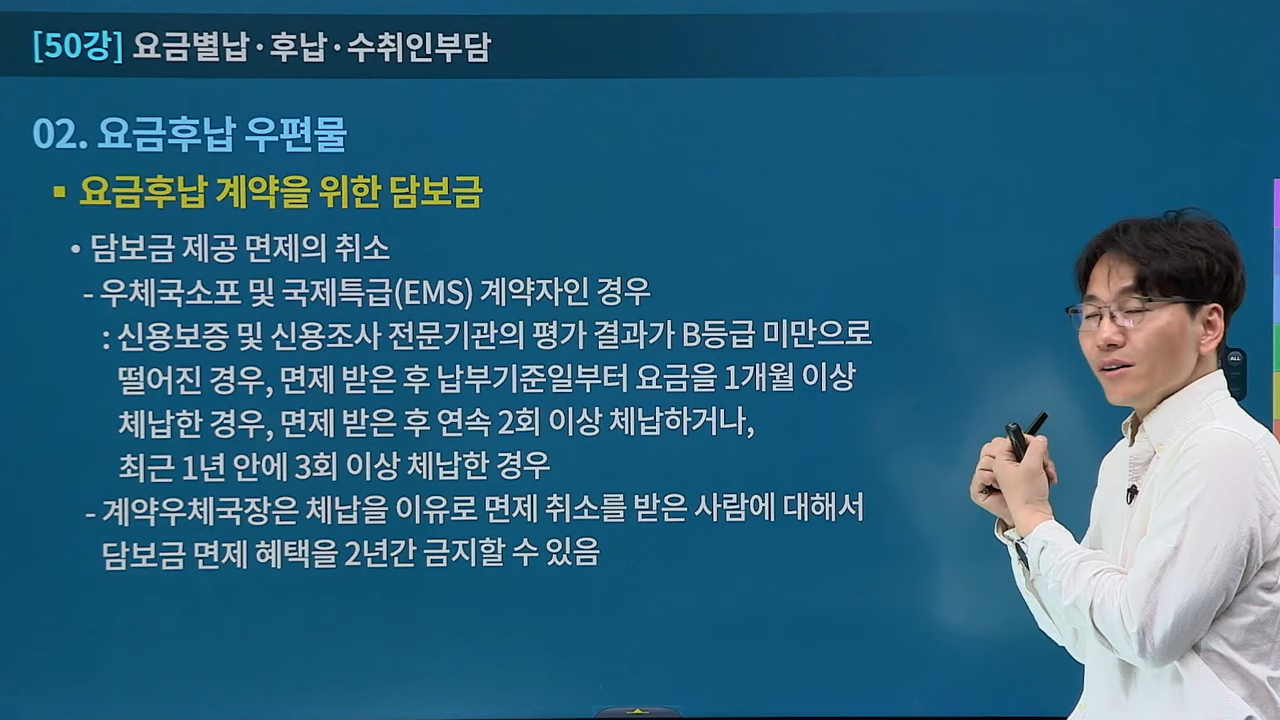 [50강] 요금별납·후납·수취인부담
02. 요금후납 우편물
▪ 요금후납 계약을 위한 담보금
• 담보금 제공 면제의 취소
- 우체국소포 및 국제특급(EMS) 계약자인 경우
: 신용보증 및 신용조사 전문기관의 평가 결과가 B등급 미만으로
떨어진 경우, 면제 받은 후 납부기준일부터 요금을 1개월 이상
체납한 경우, 면제 받은 후 연속 2회 이상 체납하거나,
최근 1년 안에 3회 이상 체납한 경우
- 계약우체국장은 체납을 이유로 면제 취소를 받은 사람에 대해서
담보금 면제 혜택을 2년간 금지할 수 있음
ALL